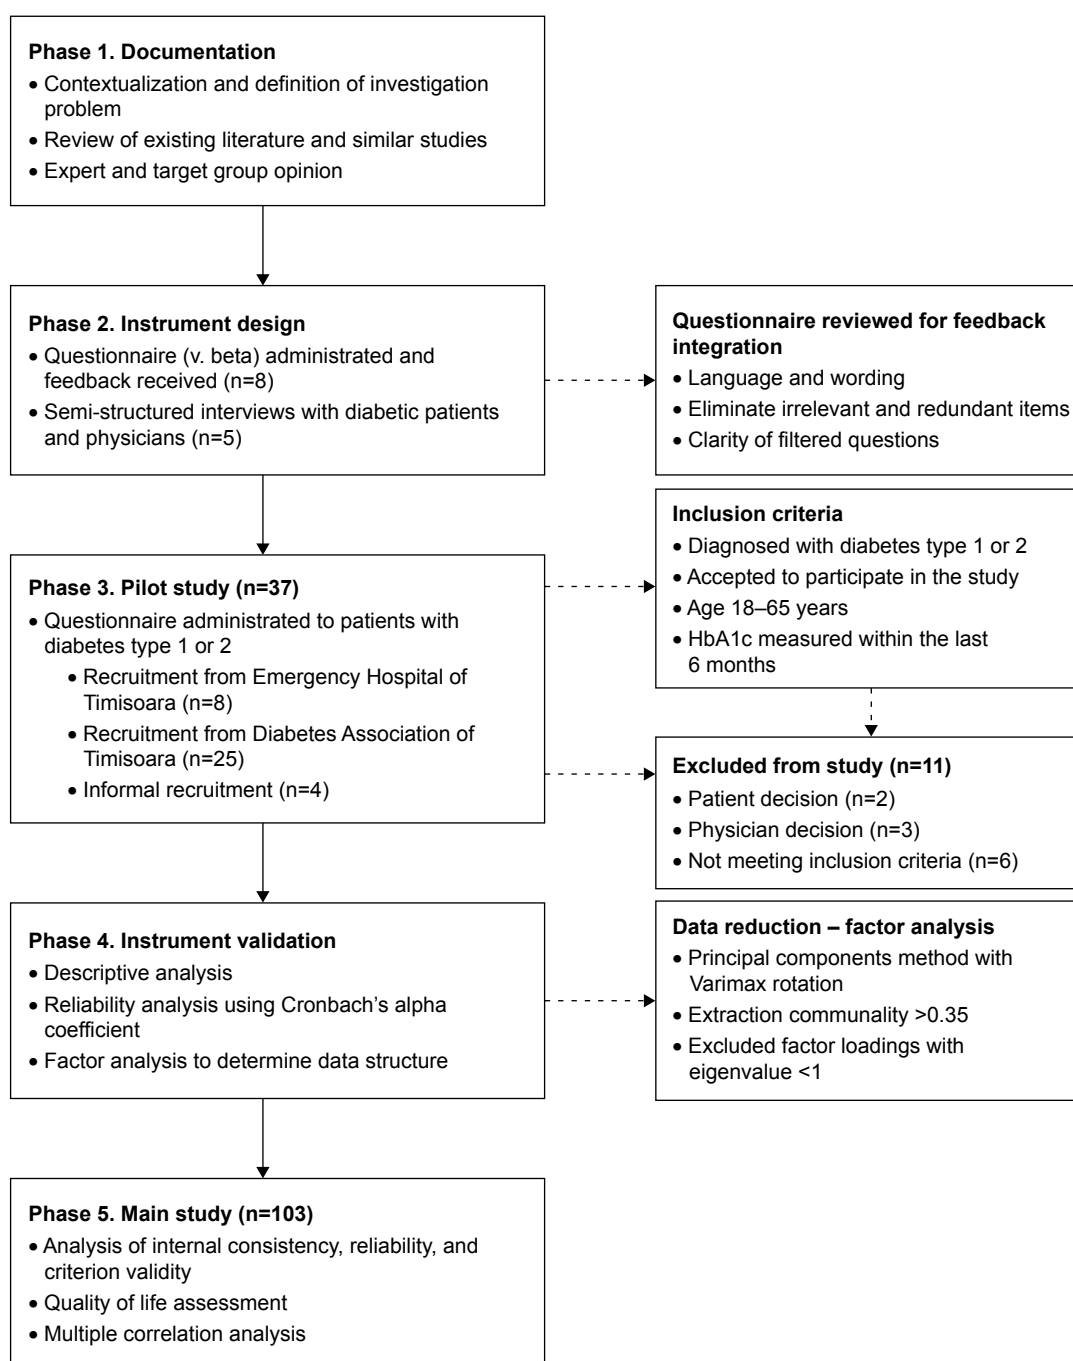 Phase 1. Documentation
• Contextualization and definition of investigation
problem
• Review of existing literature and similar studies
• Expert and target group opinion
Phase 2. Instrument design
• Questionnaire (v. beta) administrated and
feedback received (n=8)
• Semi-structured interviews with diabetic patients
and physicians (n=5)
Questionnaire reviewed for feedback
integration
• Language and wording
• Eliminate irrelevant and redundant items
• Clarity of filtered questions
Phase 3. Pilot study (n=37)
• Questionnaire administrated to patients with
diabetes type 1 or 2
• Recruitment from Emergency Hospital of
Timisoara (n=8)
• Recruitment from Diabetes Association of
Timisoara (n=25)
• Informal recruitment (n=4)
Inclusion criteria
• Diagnosed with diabetes type 1 or 2
• Accepted to participate in the study
• Age 18–65 years
• HbA1c measured within the last
6 months
Excluded from study (n=11)
• Patient decision (n=2)
• Physician decision (n=3)
• Not meeting inclusion criteria (n=6)
Phase 4. Instrument validation
• Descriptive analysis
• Reliability analysis using Cronbach's alpha
coefficient
• Factor analysis to determine data structure
Data reduction – factor analysis
• Principal components method with
Varimax rotation
• Extraction communality >0.35
• Excluded factor loadings with
eigenvalue <1
Phase 5. Main study (n=103)
• Analysis of internal consistency, reliability, and
criterion validity
• Quality of life assessment
• Multiple correlation analysis